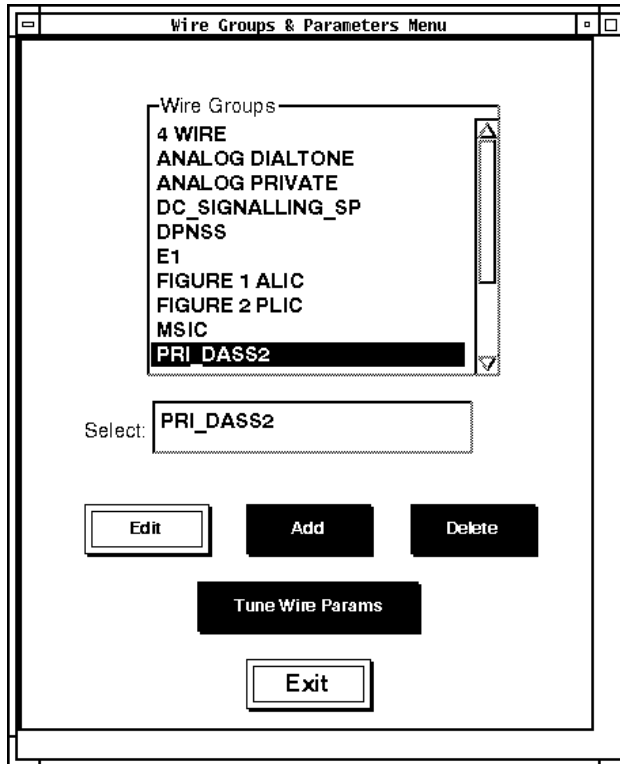 Wire Groups & Parameters Menu
Wire Groups
4 WIRE
ANALOG DIALTONE
ANALOG PRIVATE
DC_SIGNALLING_SP
DPNSS
E1
FIGURE 1 ALIC
FIGURE 2 PLIC
MSIC
PRI_DASS2
Select: PRI_DASS2
Edit Add Delete
Tune Wire Params
Exit